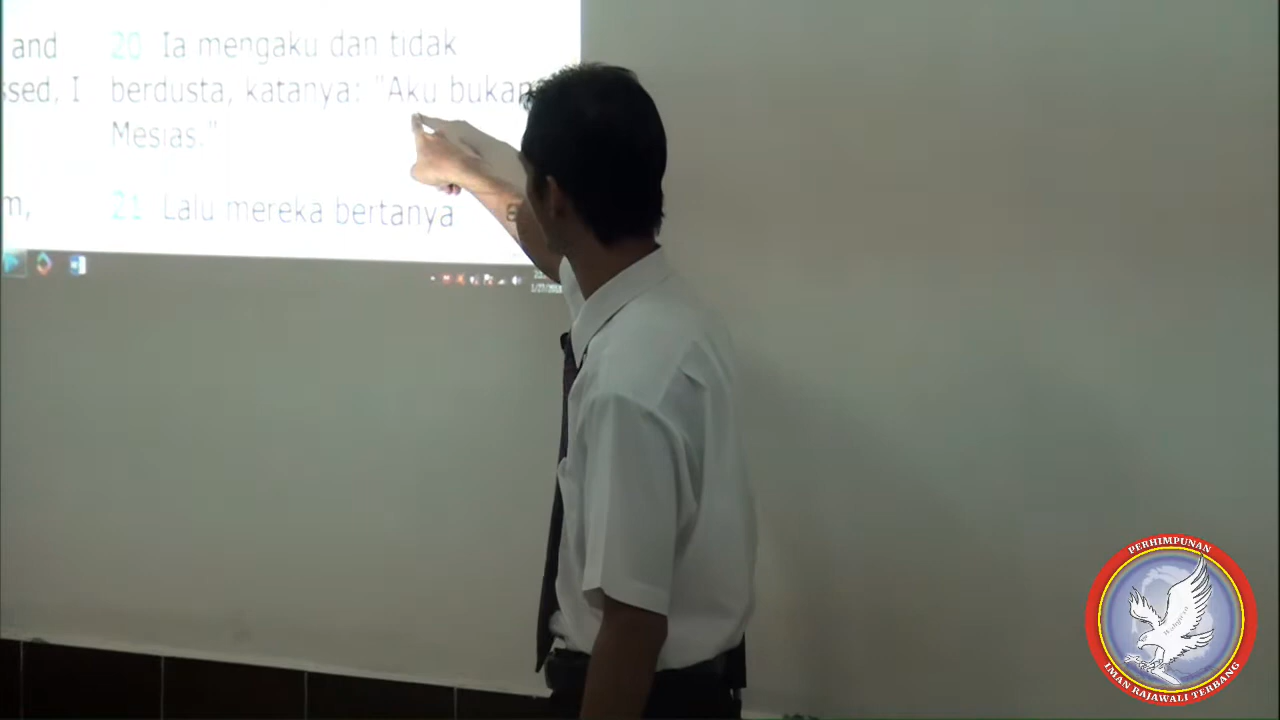 and
ssed, I
m,
20 Ia mengaku dan tidak
berdusta, katanya: "Aku bukan
Mesias."
21 Lalu mereka bertanya
PERHIMPUNAN
IMAN RAJAWALI TERBANG